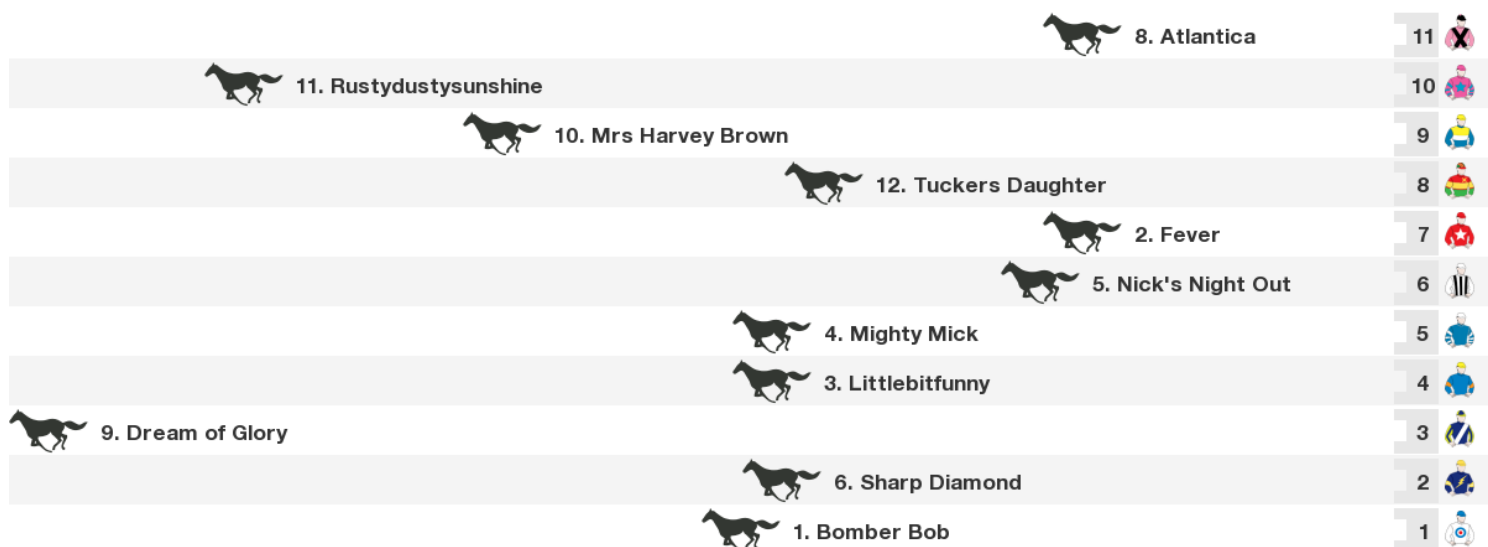 8. Atlantica 11
11. Rustydustysunshine 10
10. Mrs Harvey Brown 9
12. Tuckers Daughter 8
2. Fever 7
5. Nick's Night Out 6
4. Mighty Mick 5
3. Littlebitfunny 4
9. Dream of Glory 3
6. Sharp Diamond 2
1. Bomber Bob 1